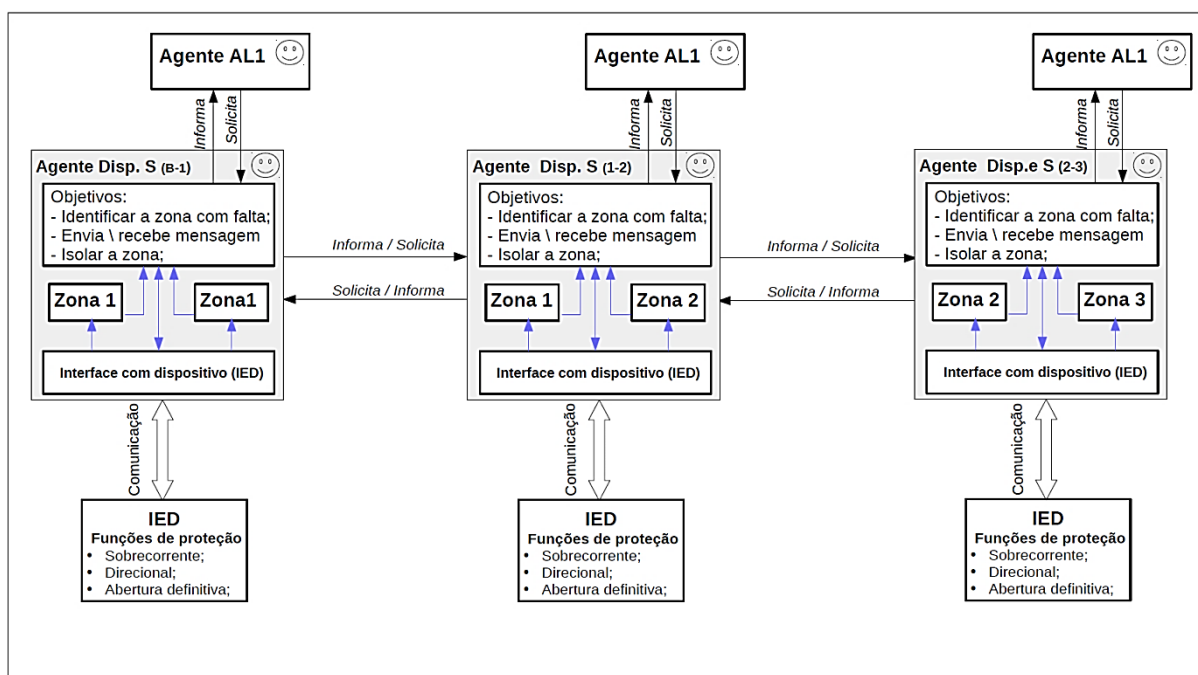 Agente AL1
Informa
Solicita
Agente Disp. S (B-1)
Objetivos:
- Identificar a zona com falta;
- Envia \ recebe mensagem
- Isolar a zona;
Zona 1
Zona1
Interface com dispositivo (IED)
Comunicação
IED
Funções de proteção
• Sobrecorrente;
• Direcional;
• Abertura definitiva;
Informa / Solicita
Solicita / Informa
Agente AL1
Informa
Solicita
Agente Disp. S (1-2)
Objetivos:
- Identificar a zona com falta;
- Envia \ recebe mensagem
- Isolar a zona;
Zona 1
Zona 2
Interface com dispositivo (IED)
Comunicação
IED
Funções de proteção
• Sobrecorrente;
• Direcional;
• Abertura definitiva;
Informa / Solicita
Solicita / Informa
Agente AL1
Informa
Solicita
Agente Disp.e S (2-3)
Objetivos:
- Identificar a zona com falta;
- Envia \ recebe mensagem
- Isolar a zona;
Zona 2
Zona 3
Interface com dispositivo (IED)
Comunicação
IED
Funções de proteção
• Sobrecorrente;
• Direcional;
• Abertura definitiva;